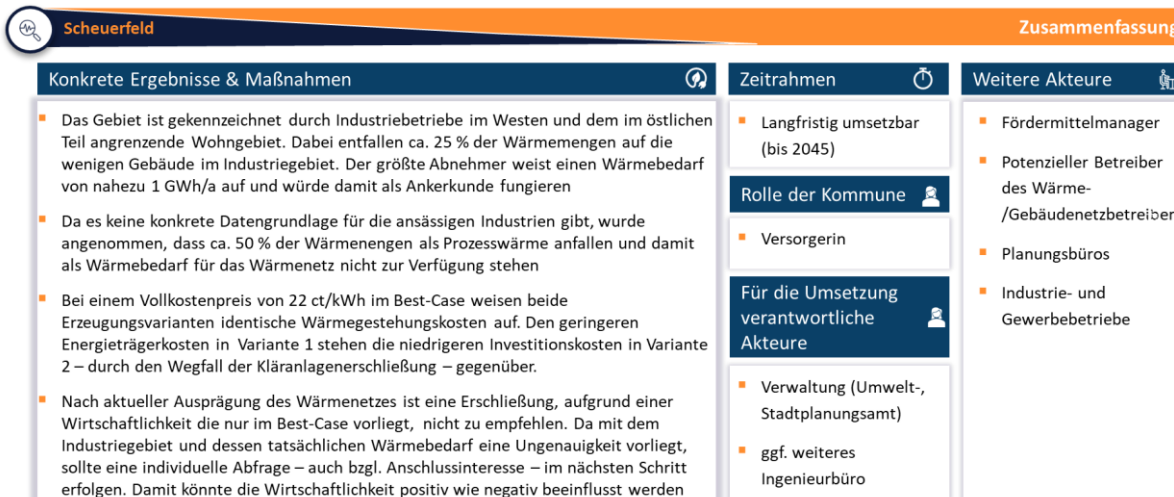 Scheuerfeld
Zusammenfassung
Konkrete Ergebnisse & Maßnahmen
Das Gebiet ist gekennzeichnet durch Industriebetriebe im Westen und dem im östlichen
Teil angrenzende Wohngebiet. Dabei entfallen ca. 25 % der Wärmemengen auf die
wenigen Gebäude im Industriegebiet. Der größte Abnehmer weist einen Wärmebedarf
von nahezu 1 GWh/a auf und würde damit als Ankerkunde fungieren
Da es keine konkrete Datengrundlage für die ansässigen Industrien gibt, wurde
angenommen, dass ca. 50 % der Wärmenengen als Prozesswärme anfallen und damit
als Wärmebedarf für das Wärmenetz nicht zur Verfügung stehen
Bei einem Vollkostenpreis von 22 ct/kWh im Best-Case weisen beide
Erzeugungsvarianten identische Wärmegestehungskosten auf. Den geringeren
Energieträgerkosten in Variante 1 stehen die niedrigeren Investitionskosten in Variante
2 – durch den Wegfall der Kläranlagenerschließung – gegenüber.
Nach aktueller Ausprägung des Wärmenetzes ist eine Erschließung, aufgrund einer
Wirtschaftlichkeit die nur im Best-Case vorliegt, nicht zu empfehlen. Da mit dem
Industriegebiet und dessen tatsächlichen Wärmebedarf eine Ungenauigkeit vorliegt,
sollte eine individuelle Abfrage – auch bzgl. Anschlussinteresse – im nächsten Schritt
erfolgen. Damit könnte die Wirtschaftlichkeit positiv wie negativ beeinflusst werden
Zeitrahmen
Langfristig umsetzbar
(bis 2045)
Rolle der Kommune
Versorgerin
Für die Umsetzung
verantwortliche
Akteure
Verwaltung (Umwelt-,
Stadtplanungsamt)
ggf. weiteres
Ingenieurbüro
Weitere Akteure
Fördermittelmanager
Potenzieller Betreiber
des Wärme-
/Gebäudenetzbetreiber
Planungsbüros
Industrie- und
Gewerbebetriebe